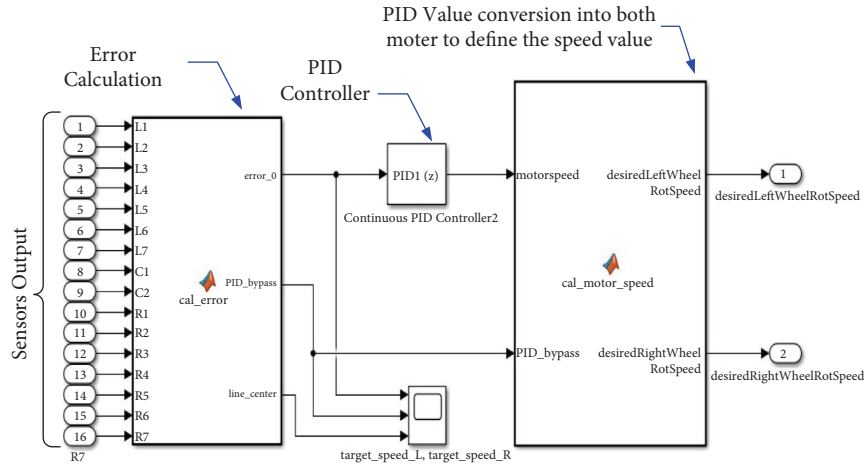 PID Value conversion into both
moter to define the speed value
Error
Calculation
PID
Controller
Sensors Output
1
2
3
4
5
6
7
8
9
10
11
12
13
14
15
16
R7
L1
L2
L3
L4
L5
L6
L7
C1
C2
R1
R2
R3
R4
R5
R6
R7
cal_error
error_0
PID_bypass
line_center
PID1 (z)
Continuous PID Controller2
target_speed_L, target_speed_R
motorspeed
PID_bypass
cal_motor_speed
desiredLeftWheel
RotSpeed
desiredRightWheel
RotSpeed
1
desiredLeftWheelRotSpeed
2
desiredRightWheelRotSpeed